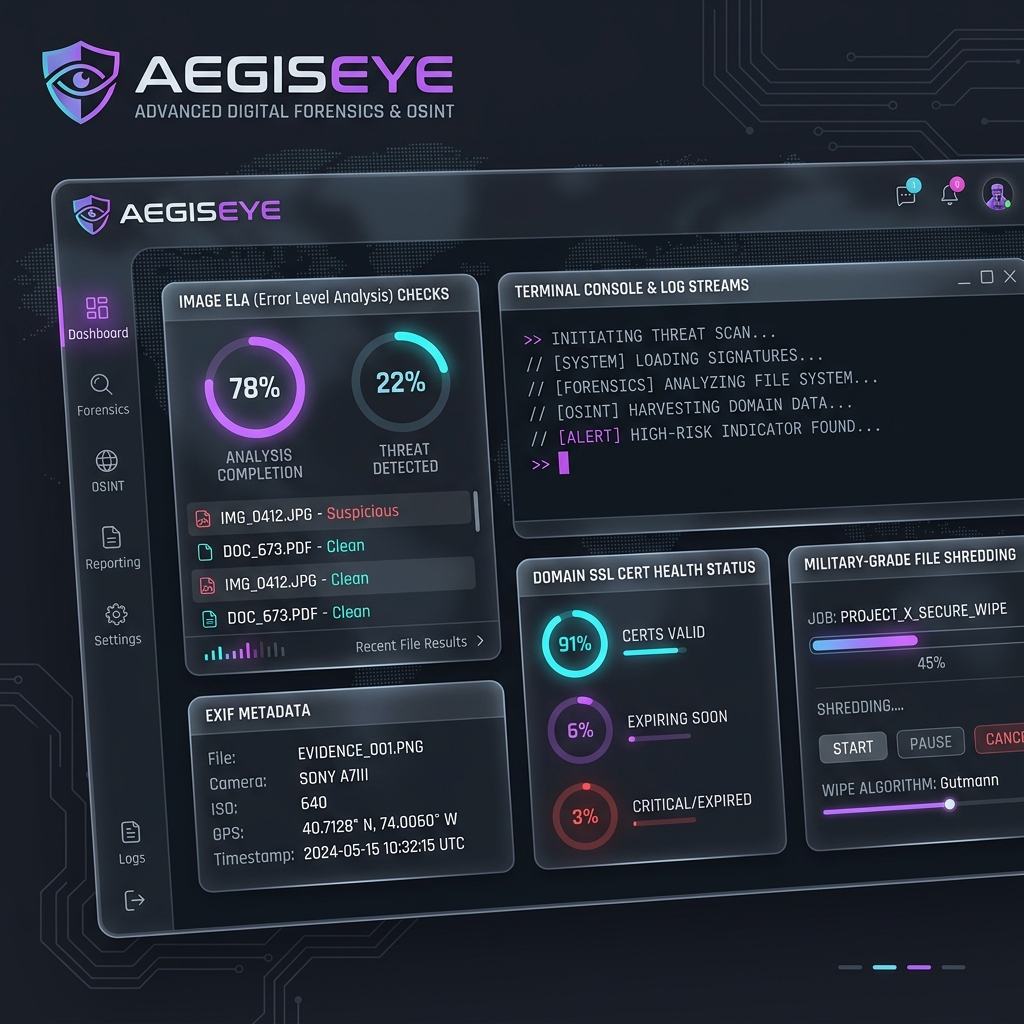 AEGISEYE
ADVANCED DIGITAL FORENSICS & OSINT
AEGISEYE
1
0
Dashboard
Forensics
OSINT
Reporting
Settings
Logs
IMAGE ELA (Error Level Analysis) CHECKS
78%
22%
ANALYSIS
COMPLETION
THREAT
DETECTED
IMG_0412.JPG - Suspicious
DOC_673.PDF - Clean
IMG_0412.JPG - Clean
DOC_673.PDF - Clean
Recent File Results
EXIF METADATA
File: EVIDENCE_001.PNG
Camera: SONY A7III
ISO: 640
GPS: 40.7128° N, 74.0060° W
Timestamp: 2024-05-15 10:32:15 UTC
TERMINAL CONSOLE & LOG STREAMS
>> INITIATING THREAT SCAN...
// [SYSTEM] LOADING SIGNATURES...
// [FORENSICS] ANALYZING FILE SYSTEM...
// [OSINT] HARVESTING DOMAIN DATA...
// [ALERT] HIGH-RISK INDICATOR FOUND...
>>
DOMAIN SSL CERT HEALTH STATUS
91% CERTS VALID
6% EXPIRING SOON
3% CRITICAL/EXPIRED
MILITARY-GRADE FILE SHREDDING
JOB: PROJECT_X_SECURE_WIPE
45%
SHREDDING....
START PAUSE CANCE
WIPE ALGORITHM: Gutmann